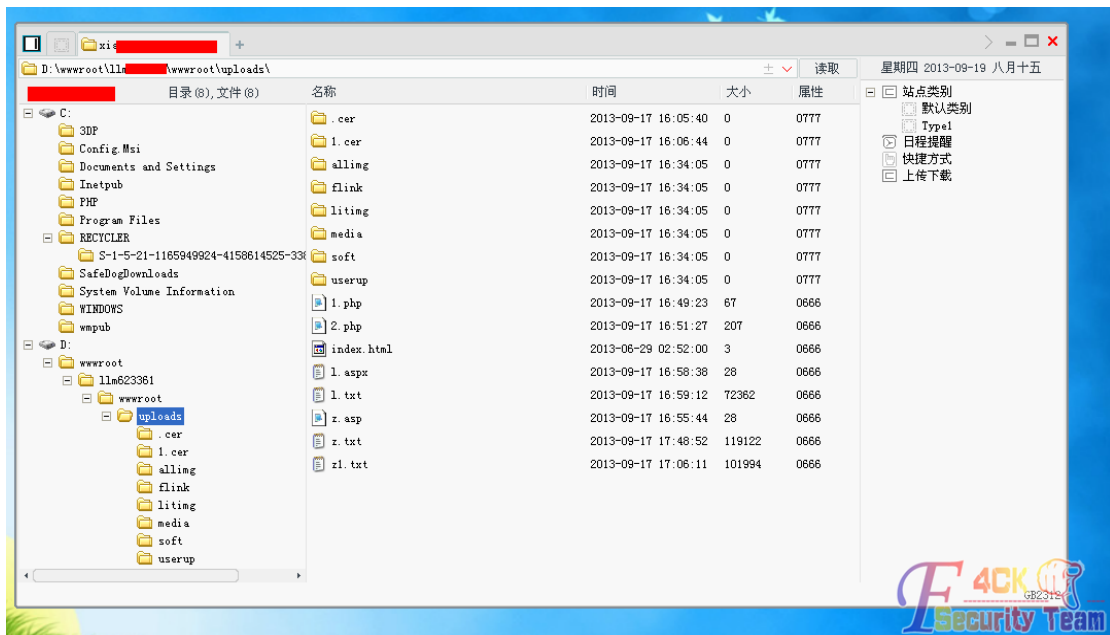 xi
+
D:\wwwroot\llm \wwwroot\uploads\
读取
星期四 2013-09-19 八月十五
目录(8),文件(8)
名称 时间 大小 属性
C:
3DP
Config.Msi
Documents and Settings
Inetpub
PHP
Program Files
RECYCLER
S-1-5-21-1165949924-4158614525-33
SafeDogDownloads
System Volume Information
WINDOWS
wmpub
D:
wwwroot
llm623361
wwwroot
uploads
.cer
1.cer
allimg
flink
litimg
media
soft
userup
.cer 2013-09-17 16:05:40 0 0777
1.cer 2013-09-17 16:06:44 0 0777
allimg 2013-09-17 16:34:05 0 0777
flink 2013-09-17 16:34:05 0 0777
litimg 2013-09-17 16:34:05 0 0777
media 2013-09-17 16:34:05 0 0777
soft 2013-09-17 16:34:05 0 0777
userup 2013-09-17 16:34:05 0 0777
1.php 2013-09-17 16:49:23 67 0666
2.php 2013-09-17 16:51:27 207 0666
index.html 2013-06-29 02:52:00 3 0666
l.aspx 2013-09-17 16:58:38 28 0666
l.txt 2013-09-17 16:59:12 72362 0666
z.asp 2013-09-17 16:55:44 28 0666
z.txt 2013-09-17 17:48:52 119122 0666
z1.txt 2013-09-17 17:06:11 101994 0666
站点类别
默认类别
Type1
日程提醒
快捷方式
上传下载
GB2312
F4CK
Security Team